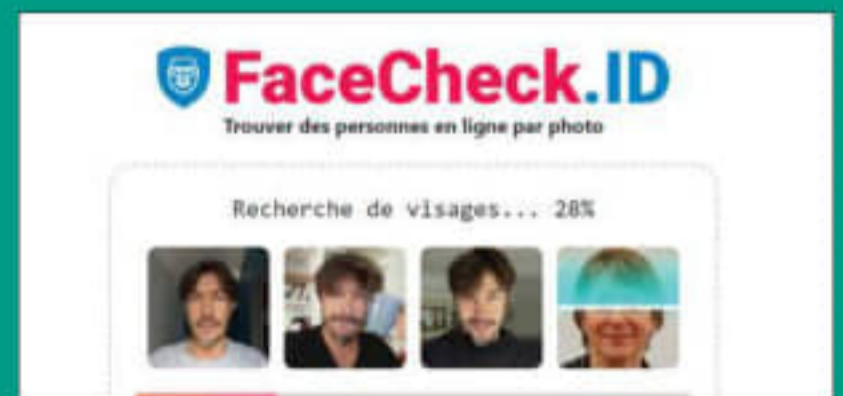 FaceCheck.ID
Trouver des personnes en ligne par photo
Recherche de visages... 28%